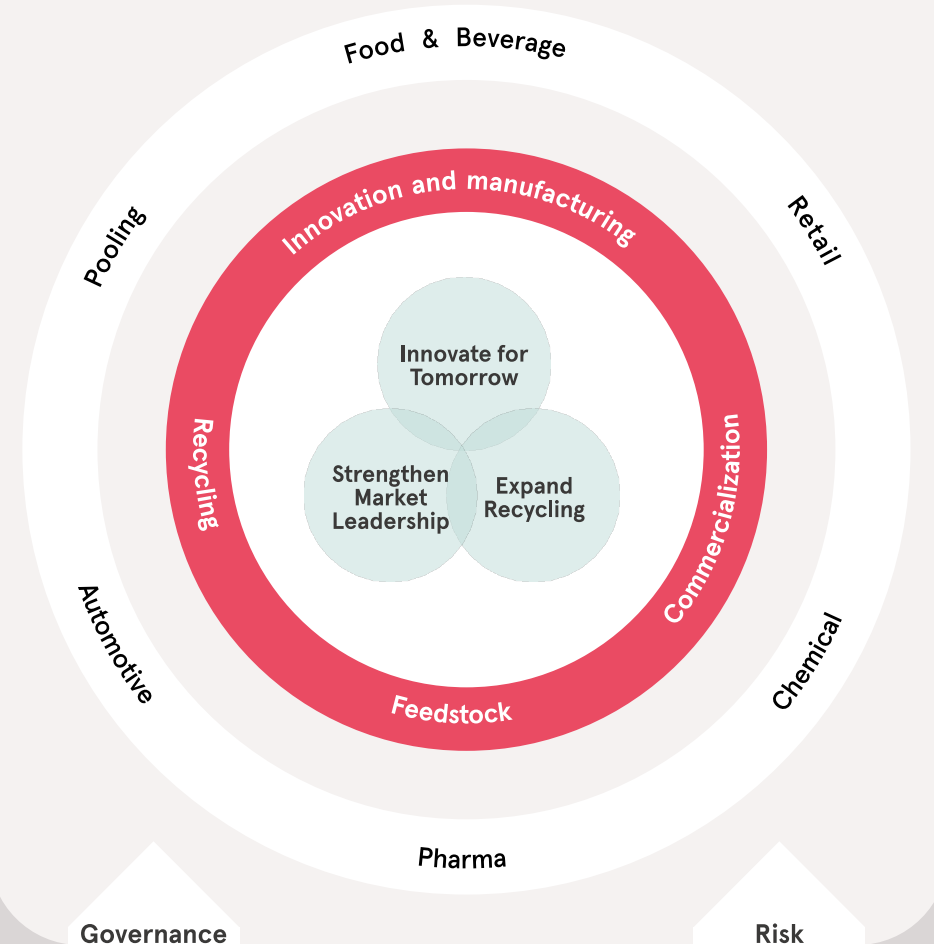 Food & Beverage
Retail
Chemical
Pharma
Automotive
Pooling
Innovation and manufacturing
Commercialization
Feedstock
Recycling
Innovate for
Tomorrow
Strengthen
Market
Leadership
Expand
Recycling
Governance
Risk